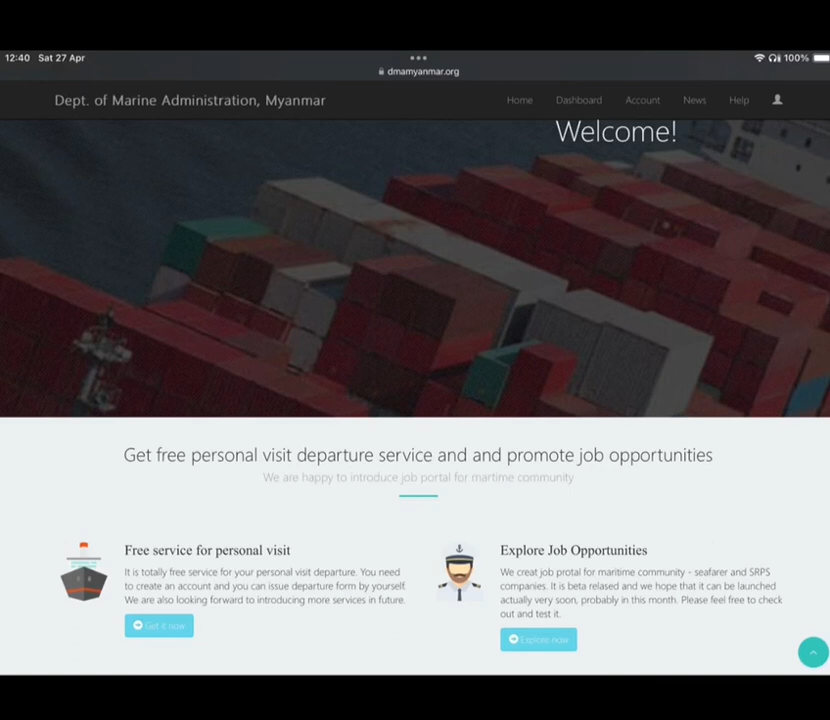 12:40 Sat 27 Apr
100%
dmamyanmar.org
Dept. of Marine Administration, Myanmar
Home Dashboard Account News Help
Welcome!
Get free personal visit departure service and and promote job opportunities
We are happy to introduce job portal for martime community
Free service for personal visit
It is totally free service for your personal visit departure. You need
to create an account and you can issue departure form by yourself.
We are also looking forward to introducing more services in future.
Get it now
Explore Job Opportunities
We creat job protal for maritime community - seafarer and SRPS
companies. It is beta relased and we hope that it can be launched
actually very soon, probably in this month. Please feel free to check
out and test it.
Explore now